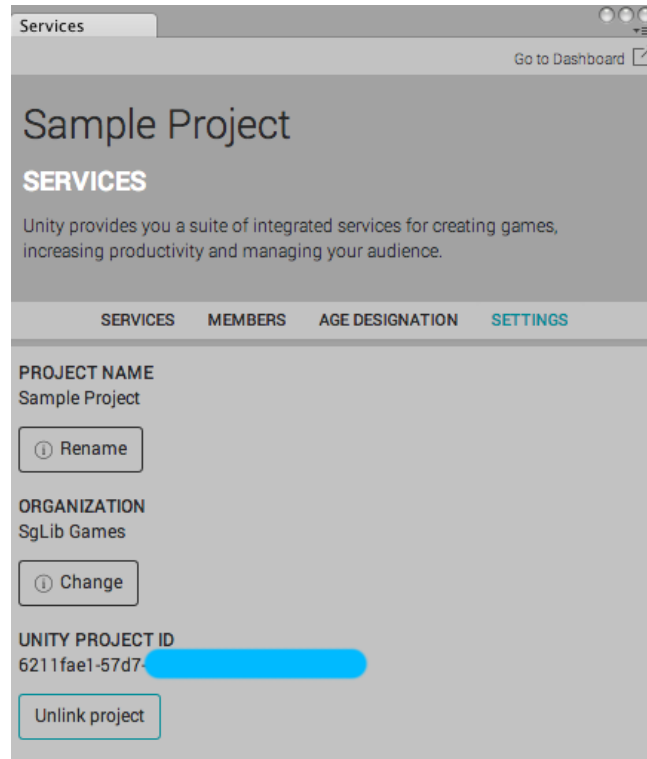 Services
Go to Dashboard
Sample Project
SERVICES
Unity provides you a suite of integrated services for creating games,
increasing productivity and managing your audience.
SERVICES MEMBERS AGE DESIGNATION SETTINGS
PROJECT NAME
Sample Project
Rename
ORGANIZATION
SgLib Games
Change
UNITY PROJECT ID
6211fae1-57d7-
Unlink project